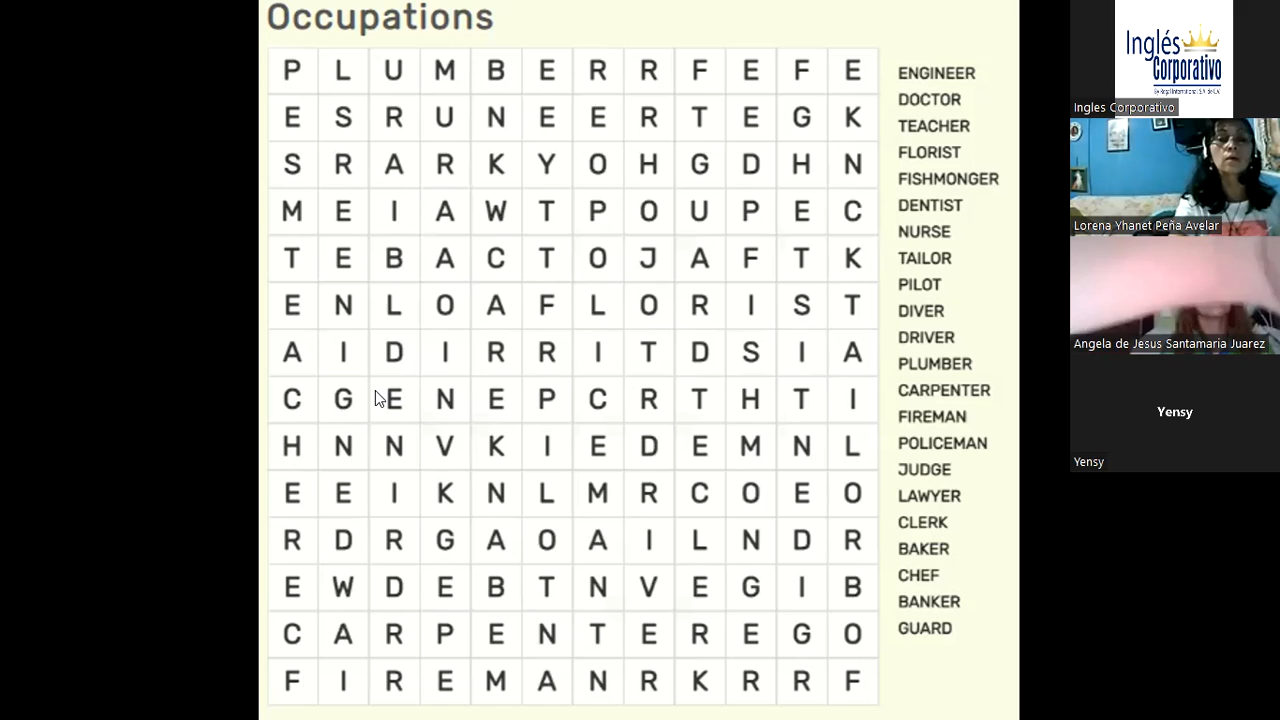 Occupations
P L U M B E R R F E F E
E S R U N E E R T E G K
S R A R K Y O H G D H N
M E I A W T P O U P E C
T E B A C T O J A F T K
E N L O A F L O R I S T
A I D I R R I T D S I A
C G E N E P C R T H T I
H N N V K I E D E M N L
E E I K N L M R C O E O
R D R G A O A I L N D R
E W D E B T N V E G I B
C A R P E N T E R E G O
F I R E M A N R K R R F
ENGINEER
DOCTOR
TEACHER
FLORIST
FISHMONGER
DENTIST
NURSE
TAILOR
PILOT
DIVER
DRIVER
PLUMBER
CARPENTER
FIREMAN
POLICEMAN
JUDGE
LAWYER
CLERK
BAKER
CHEF
BANKER
GUARD
Inglés
Corporativo
Ingles Corporativo
Lorena Yhanet Peña Avelar
Angela de Jesus Santamaria Juarez
Yensy
Yensy